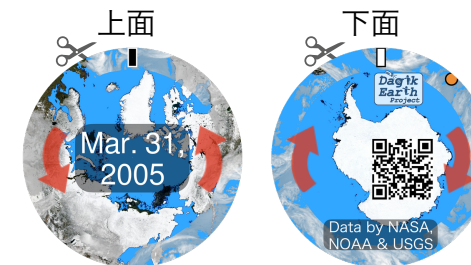 上面
下面
Mar. 31,
2005
Dagik
Earth
Project
Data by NASA,
NOAA & USGS